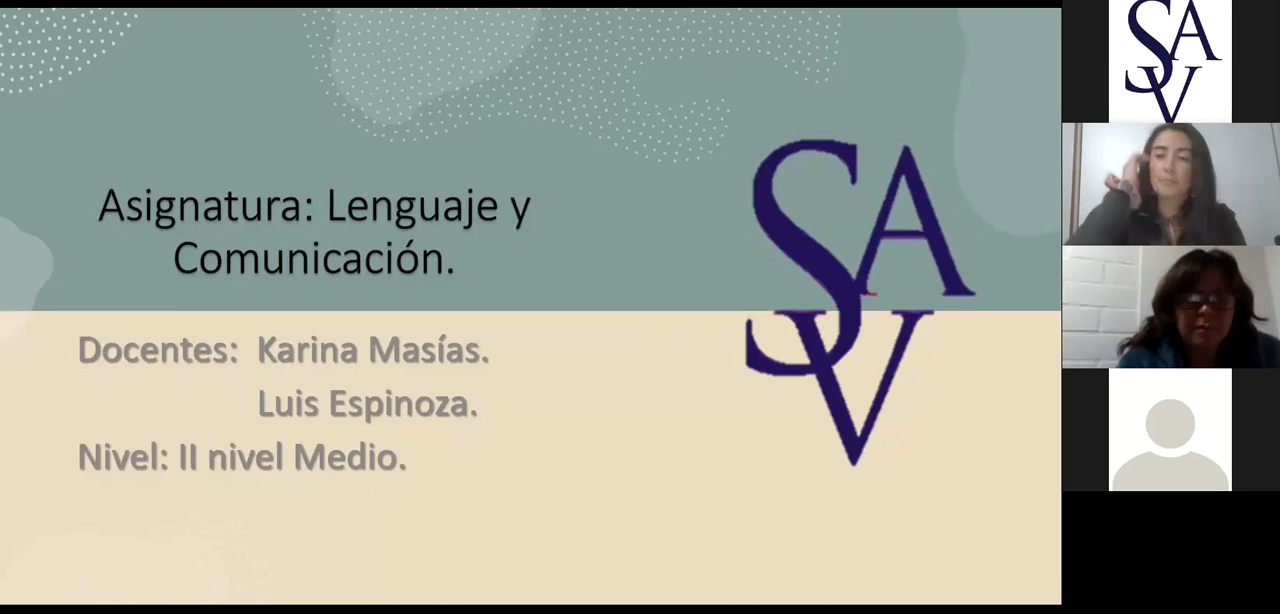 Asignatura: Lenguaje y
Comunicación.
Docentes: Karina Masías.
Luis Espinoza.
Nivel: II nivel Medio.
SAV
SAV